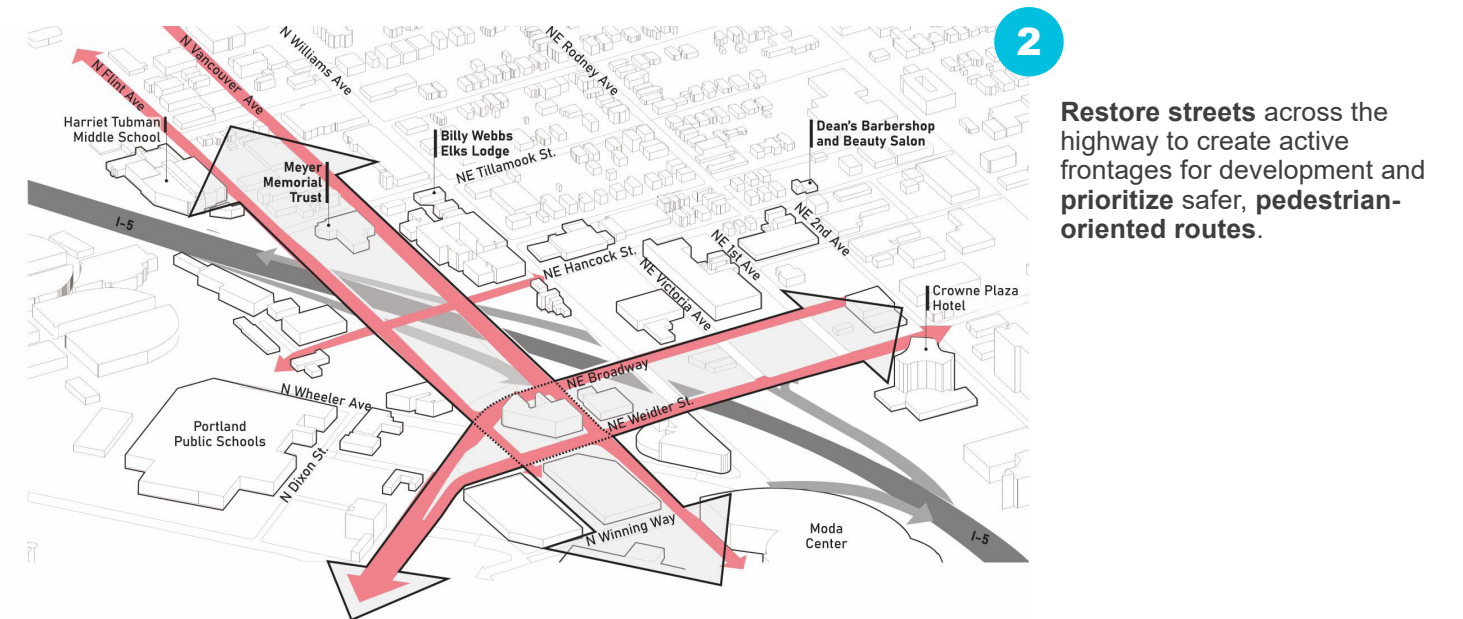 2
Restore streets across the
highway to create active
frontages for development and
prioritize safer, pedestrian-
oriented routes.
N Flint Ave
N Vancouver Ave
N Williams Ave
NE Rodney Ave
Harriet Tubman
Middle School
Meyer
Memorial
Trust
Billy Webbs
Elks Lodge
NE Tillamook St.
Dean's Barbershop
and Beauty Salon
I-5
NE Hancock St.
NE Victoria Ave
NE 1st Ave
NE 2nd Ave
Crowne Plaza
Hotel
NE Broadway
NE Weidler St.
N Wheeler Ave
Portland
Public Schools
N Dixon St.
N Winning Way
Moda
Center
I-5